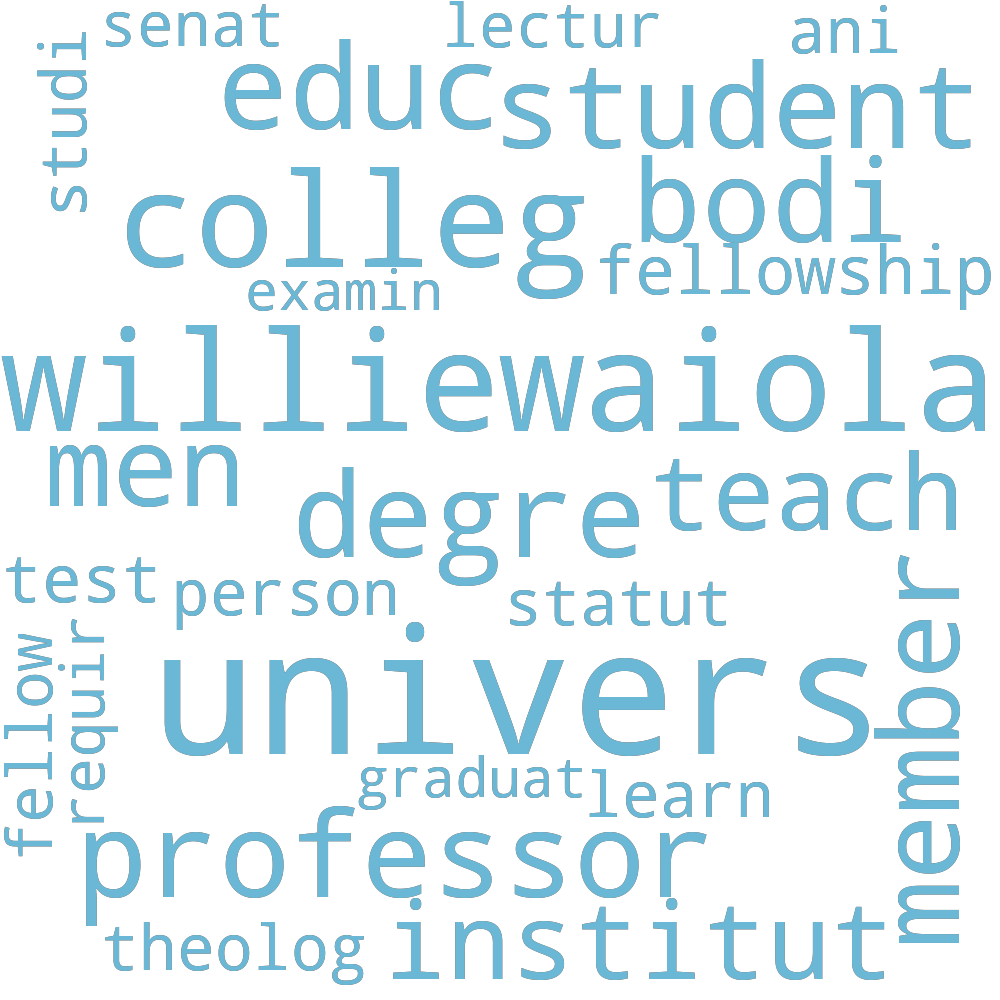 senat
lectur
ani
studi
educ
student
colleg
bodi
fellowship
examin
williewaiola
men
degre
teach
test
person
statut
member
fellow
requir
univers
graduat
learn
professor
theolog
institut